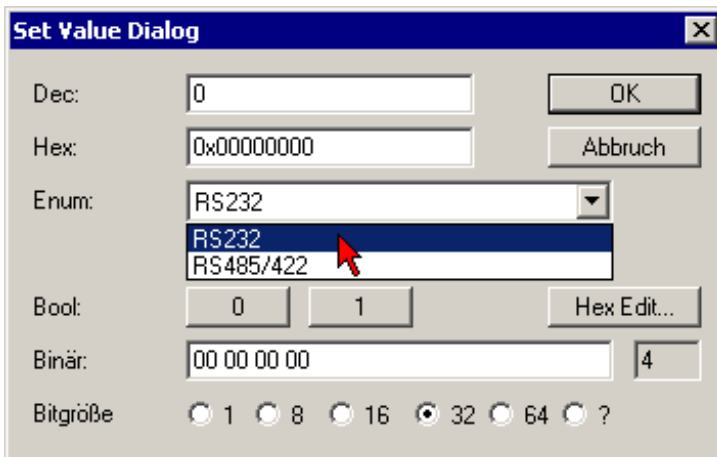 Set Value Dialog
Dec: 0 OK
Hex: 0x00000000 Abbruch
Enum: RS232
RS232
RS485/422
Bool: 0 1 Hex Edit...
Binär: 00 00 00 00 4
Bitgröße 1 8 16 32 64 ?